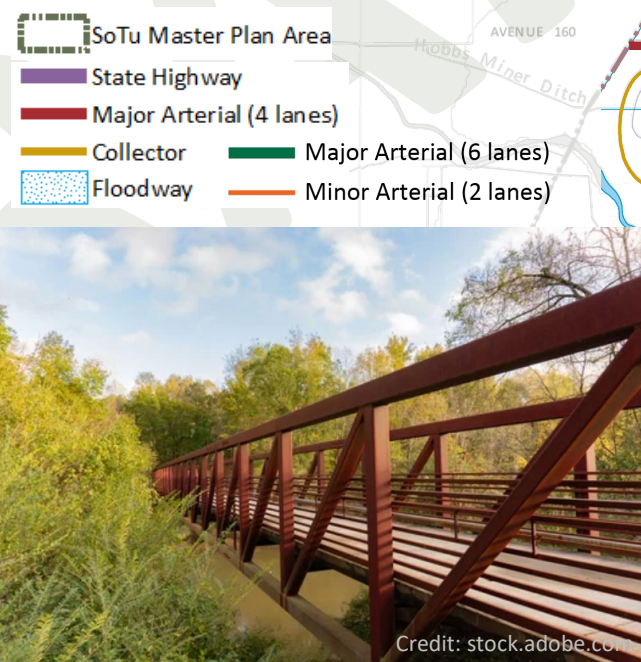 SoTu Master Plan Area
AVENUE 160
Hobbs Miner Ditch
State Highway
Major Arterial (4 lanes)
Collector
Major Arterial (6 lanes)
Floodway
Minor Arterial (2 lanes)
Credit: stock.adobe.com